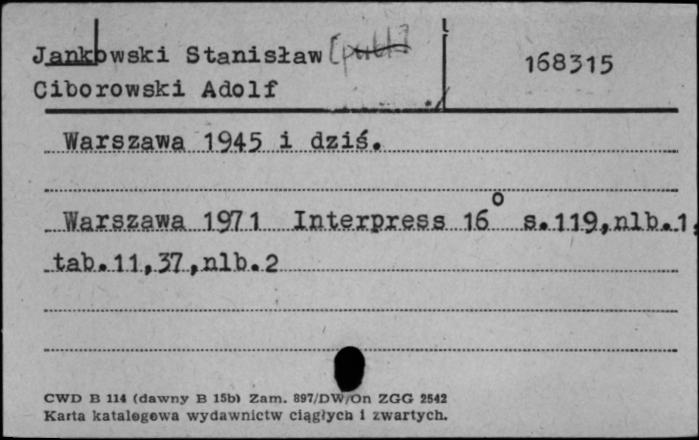 Jankowski Stanisław [publ.]
168315
Ciborowski Adolf
Warszawa 1945 i dziś.
Warszawa 1971 Interpress 16° s.119,nlb.1,
tab.11,37,nlb.2
CWD B 114 (dawny B 15b) Zam. 897/DW/On ZGG 2542
Karta katalogowa wydawnictw ciągłych i zwartych.